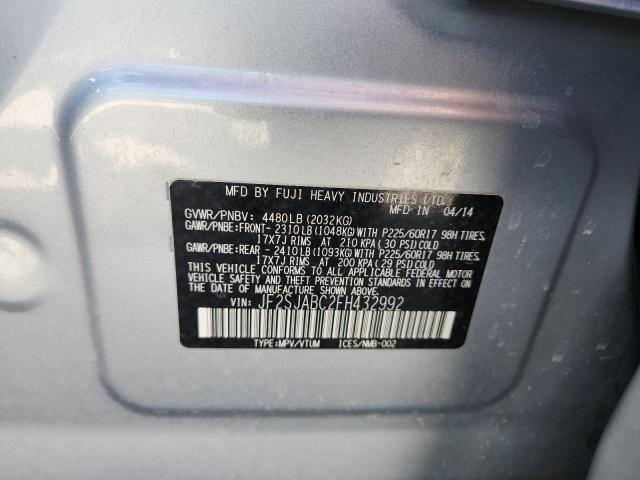 MFD BY FUJI HEAVY INDUSTRIES LTD.
MFD IN 04/14
GVWR/PNBV: 4480LB(2032KG)
GAWR/PNBE:FRONT-2310LB(1048KG)WITH P225/60R17 98H TIRES,
17X7J RIMS AT 210 KPA(30 PSI)COLD
GAWR/PNBE:REAR -2410LB(1093KG)WITH P225/60R17 98H TIRES,
17X7J RIMS AT 200 KPA(29 PSI)COLD
THIS VEHICLE CONFORMS TO ALL APPLICABLE FEDERAL MOTOR
VEHICLE SAFETY AND THEFT PREVENTION STANDARDS IN EFFECT
ON THE DATE OF MANUFACTURE SHOWN ABOVE.
VIN: JF2SJABC2FH432992
TYPE:MPV/VTUM ICES/NMB-002